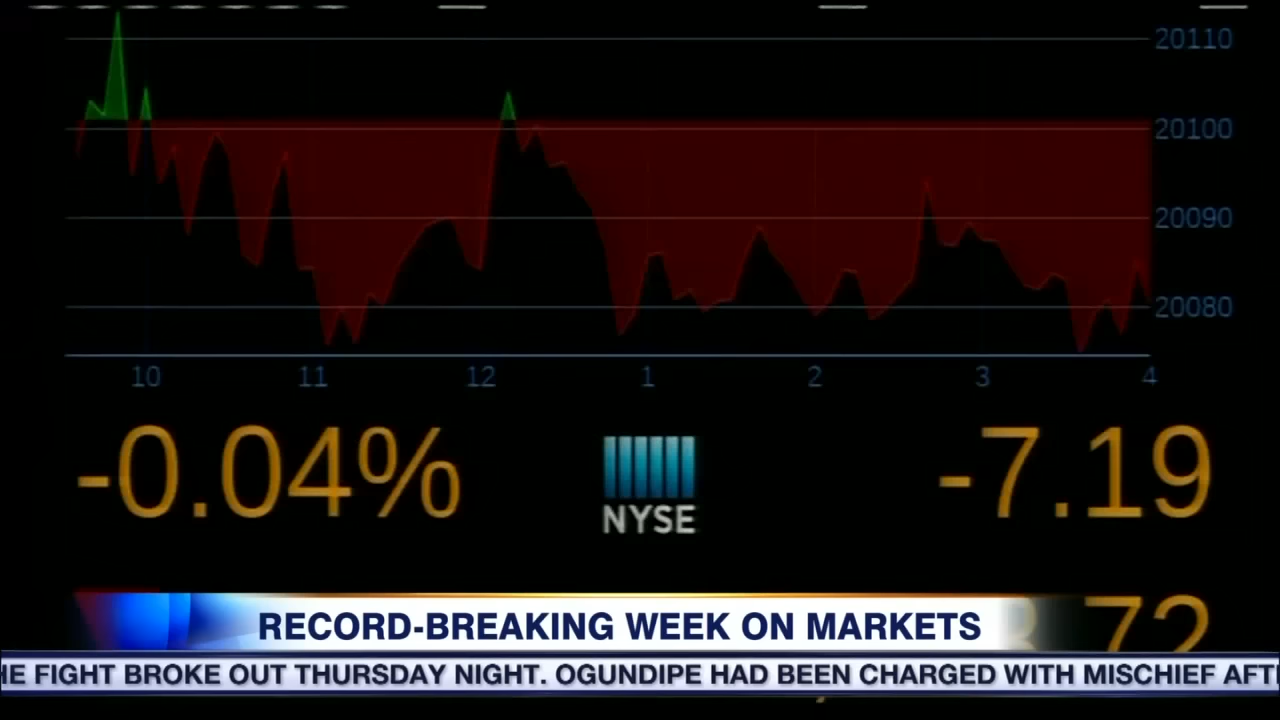 20110
20100
20090
20080
10 11 12 1 2 3 4
-0.04% NYSE -7.19
72
RECORD-BREAKING WEEK ON MARKETS
HE FIGHT BROKE OUT THURSDAY NIGHT. OGUNDIPE HAD BEEN CHARGED WITH MISCHIEF AFT